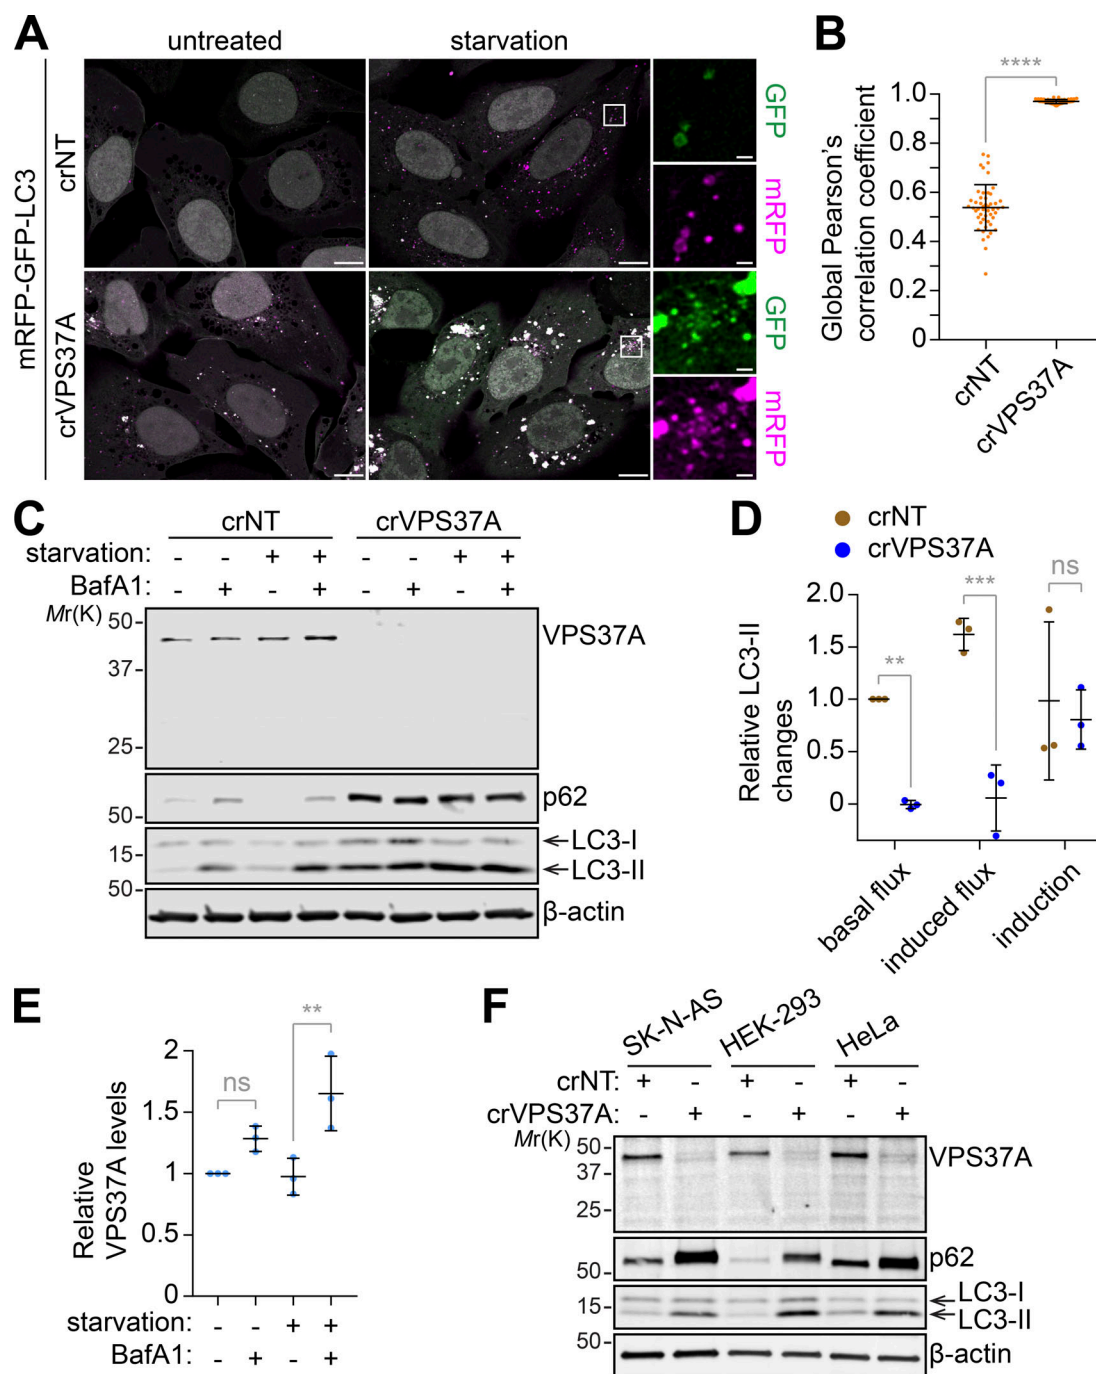 A
untreated
starvation
mRFP-GFP-LC3
crNT
crVPS37A
GFP
mRFP
GFP
mRFP
B
****
Global Pearson's
correlation coefficient
1.0
0.8
0.6
0.4
0.2
0
crNT
crVPS37A
C
crNT
crVPS37A
starvation: - - + + - - + +
BafA1: - + - + - + - +
Mr(K)
50
37
25
VPS37A
50
p62
15
LC3-I
LC3-II
50
β-actin
D
crNT
crVPS37A
Relative LC3-II
changes
2.0
1.5
1.0
0.5
0
**
***
ns
basal flux
induced flux
induction
E
Relative
VPS37A levels
2
1.5
1
0.5
0
ns
**
starvation: - - + +
BafA1: - + - +
F
SK-N-AS
HEK-293
HeLa
crNT: + - + - + -
crVPS37A: - + - + - +
Mr(K)
50
37
25
VPS37A
50
p62
15
LC3-I
LC3-II
50
β-actin